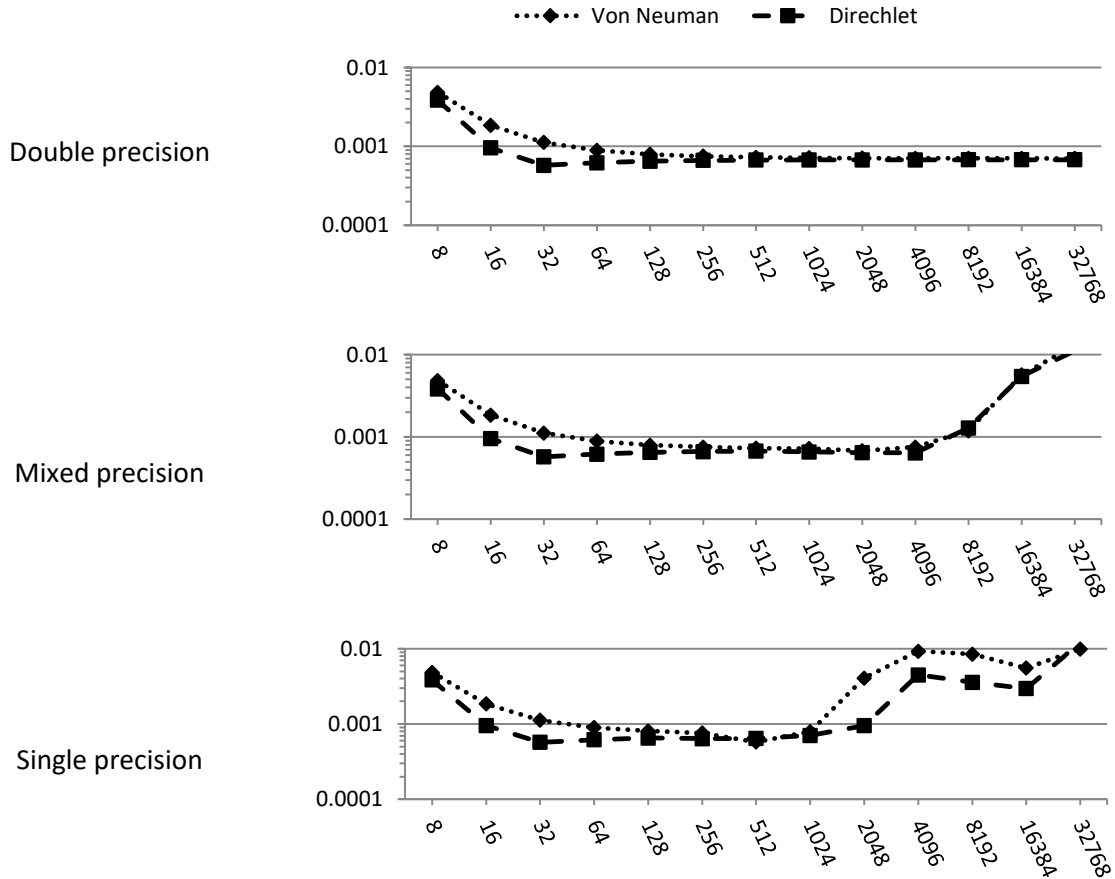 Von Neuman Direchlet
Double precision
0.01
0.001
0.0001
8 16 32 64 128 256 512 1024 2048 4096 8192 16384 32768
Mixed precision
0.01
0.001
0.0001
8 16 32 64 128 256 512 1024 2048 4096 8192 16384 32768
Single precision
0.01
0.001
0.0001
8 16 32 64 128 256 512 1024 2048 4096 8192 16384 32768